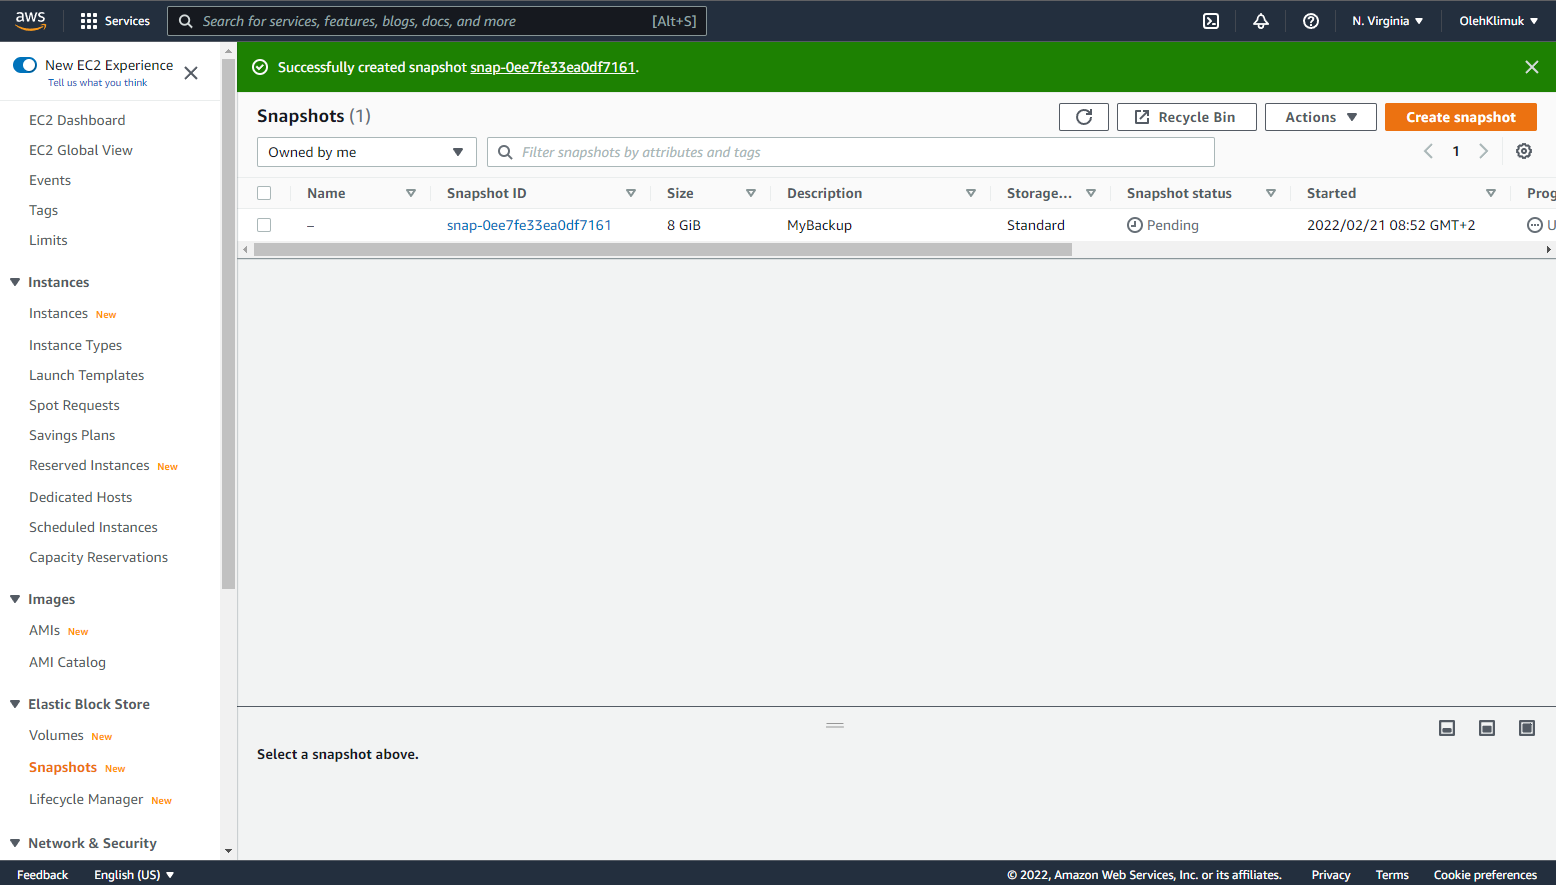 aws
Services
Search for services, features, blogs, docs, and more [Alt+S]
N. Virginia
OlehKlimuk
New EC2 Experience
Tell us what you think
EC2 Dashboard
EC2 Global View
Events
Tags
Limits
Instances
Instances New
Instance Types
Launch Templates
Spot Requests
Savings Plans
Reserved Instances New
Dedicated Hosts
Scheduled Instances
Capacity Reservations
Images
AMIs New
AMI Catalog
Elastic Block Store
Volumes New
Snapshots New
Lifecycle Manager New
Network & Security
Successfully created snapshot snap-0ee7fe33ea0df7161.
Snapshots (1)
Recycle Bin
Actions
Create snapshot
Owned by me
Filter snapshots by attributes and tags
1
Name Snapshot ID Size Description Storage... Snapshot status Started Prog
– snap-0ee7fe33ea0df7161 8 GiB MyBackup Standard Pending 2022/02/21 08:52 GMT+2 U
Select a snapshot above.
Feedback English (US) © 2022, Amazon Web Services, Inc. or its affiliates. Privacy Terms Cookie preferences